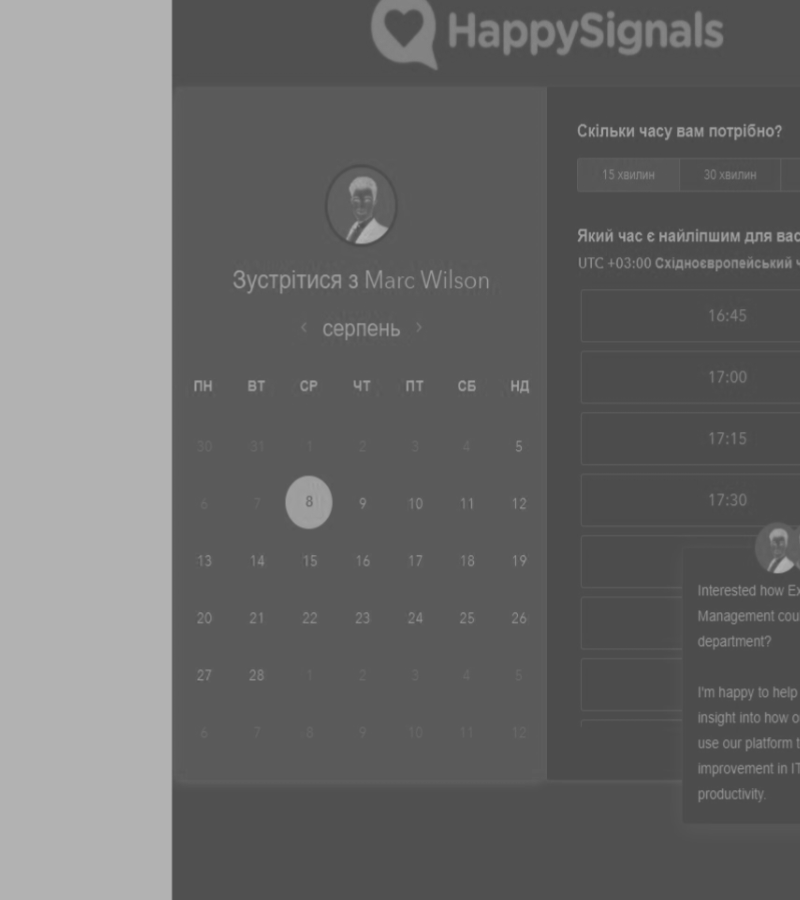 HappySignals
Зустрітися з Marc Wilson
‹ серпень ›
ПН ВТ СР ЧТ ПТ СБ НД
30 31 1 2 3 4 5
6 7 8 9 10 11 12
13 14 15 16 17 18 19
20 21 22 23 24 25 26
27 28 1 2 3 4 5
6 7 8 9 10 11 12
Скільки часу вам потрібно?
15 хвилин 30 хвилин
Який час є найліпшим для вас
UTC +03:00 Східноєвропейський ч
16:45
17:00
17:15
17:30
Interested how Ex
Management cou
department?
I'm happy to help
insight into how o
use our platform t
improvement in IT
productivity.